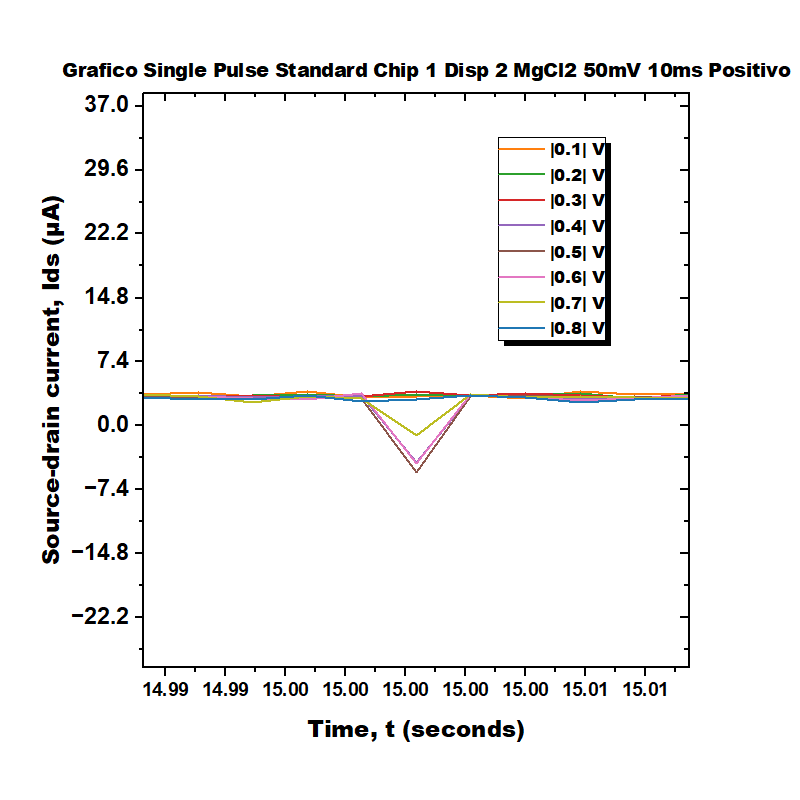 Grafico Single Pulse Standard Chip 1 Disp 2 MgCl2 50mV 10ms Positivo
37.0
29.6
22.2
14.8
7.4
0.0
−7.4
−14.8
−22.2
Source-drain current, Ids (µA)
|0.1| V
|0.2| V
|0.3| V
|0.4| V
|0.5| V
|0.6| V
|0.7| V
|0.8| V
14.99 14.99 15.00 15.00 15.00 15.00 15.00 15.01 15.01
Time, t (seconds)